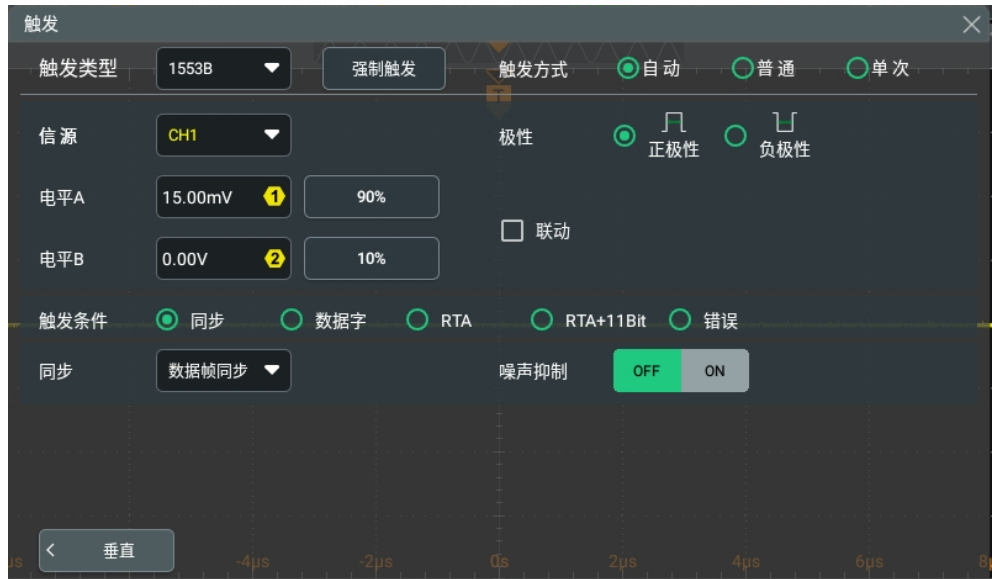 触发
触发类型 1553B 强制触发 触发方式 自动 普通 单次
T
信源 CH1 极性 正极性 负极性
电平A 15.00mV 1 90%
联动
电平B 0.00V 2 10%
触发条件 同步 数据字 RTA RTA+11Bit 错误
同步 数据帧同步 噪声抑制 OFF ON
垂直
μs -4μs -2μs 0s 2μs 4μs 6μs 8